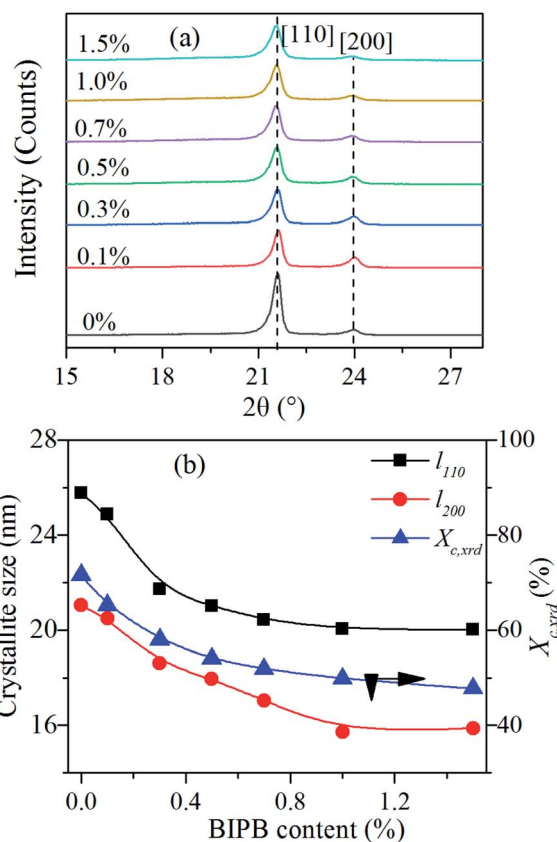 (a)
[110]
[200]
1.5%
1.0%
0.7%
0.5%
0.3%
0.1%
0%
Intensity (Counts)
15 18 21 24 27
2θ (°)
(b)
l110
l200
Xc,xrd
28
24
20
16
Crystallite size (nm)
100
80
60
40
Xc,xrd (%)
0.0 0.4 0.8 1.2
BIPB content (%)